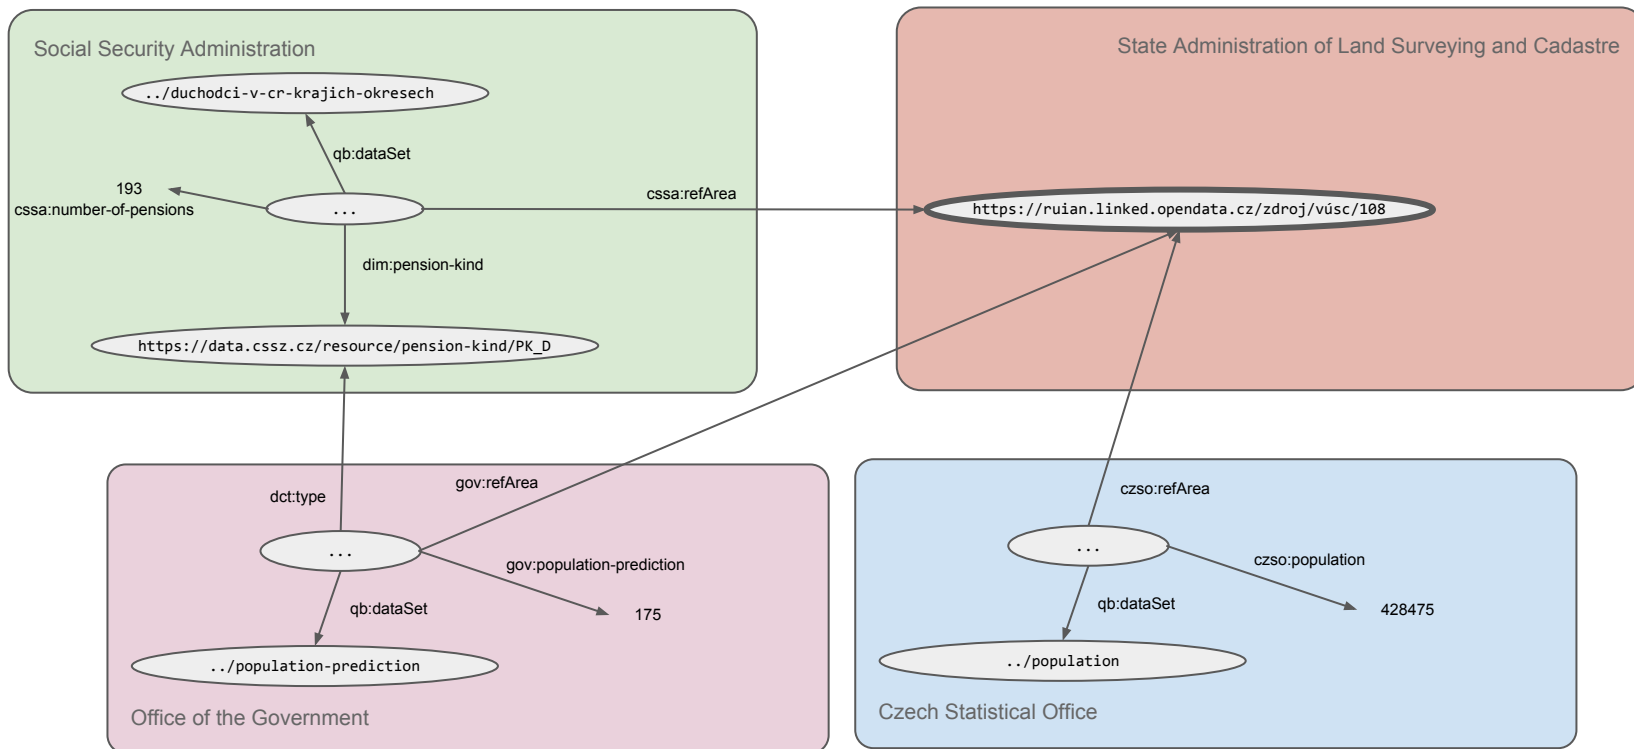 Social Security Administration
../duchodci-v-cr-krajich-okresech
qb:dataSet
193
cssa:number-of-pensions
...
cssa:refArea
dim:pension-kind
https://data.cssz.cz/resource/pension-kind/PK_D
State Administration of Land Surveying and Cadastre
https://ruian.linked.opendata.cz/zdroj/vúsc/108
dct:type
gov:refArea
...
gov:population-prediction
175
qb:dataSet
../population-prediction
Office of the Government
czso:refArea
...
czso:population
428475
qb:dataSet
../population
Czech Statistical Office